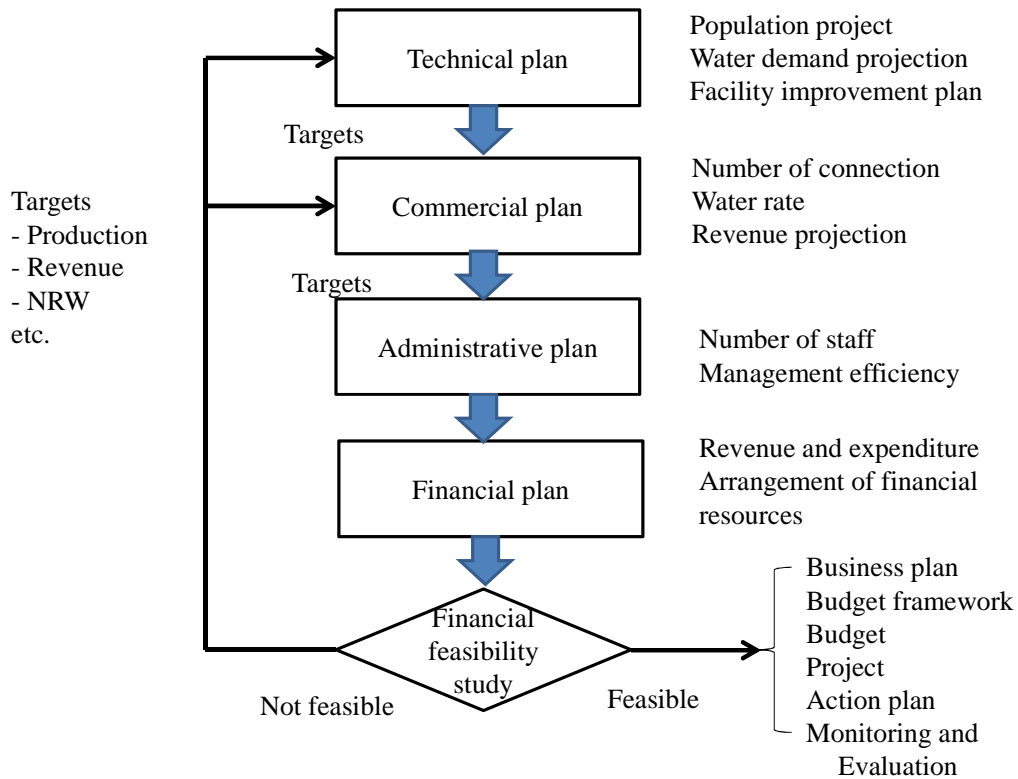 Technical plan
Population project
Water demand projection
Facility improvement plan
Targets
Commercial plan
Number of connection
Water rate
Revenue projection
Targets
- Production
- Revenue
- NRW
etc.
Targets
Administrative plan
Number of staff
Management efficiency
Financial plan
Revenue and expenditure
Arrangement of financial
resources
Financial
feasibility
study
Not feasible
Feasible
Business plan
Budget framework
Budget
Project
Action plan
Monitoring and
Evaluation